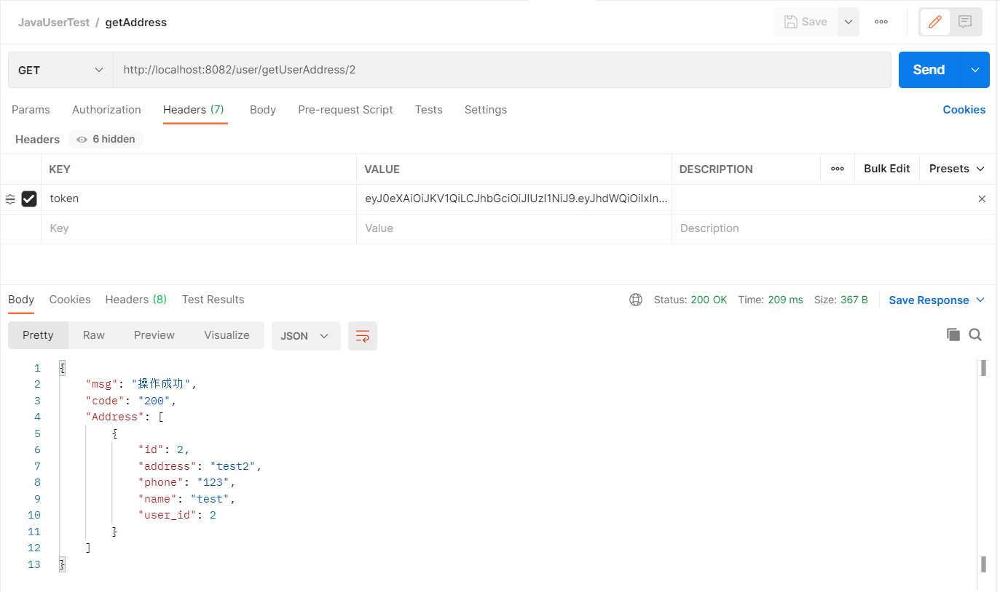 JavaUserTest / getAddress
Save
GET
http://localhost:8082/user/getUserAddress/2
Send
Params Authorization Headers (7) Body Pre-request Script Tests Settings Cookies
Headers 6 hidden
KEY VALUE DESCRIPTION Bulk Edit Presets
token eyJ0eXAiOiJKV1QiLCJhbGciOiJIUzI1NiJ9.eyJhdWQiOiIxIn...
Key Value Description
Body Cookies Headers (8) Test Results Status: 200 OK Time: 209 ms Size: 367 B Save Response
Pretty Raw Preview Visualize JSON
1 {
2 "msg": "操作成功",
3 "code": "200",
4 "Address": [
5 {
6 "id": 2,
7 "address": "test2",
8 "phone": "123",
9 "name": "test",
10 "user_id": 2
11 }
12 ]
13 }